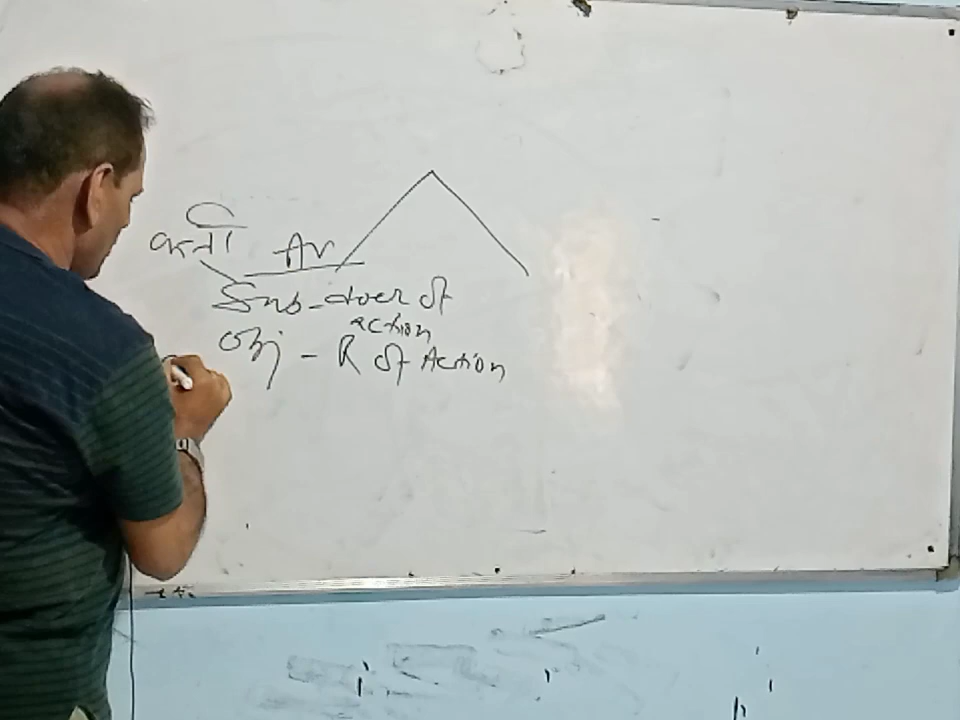 कर्ता AV
Sub - doer of
action
Obj - R of Action